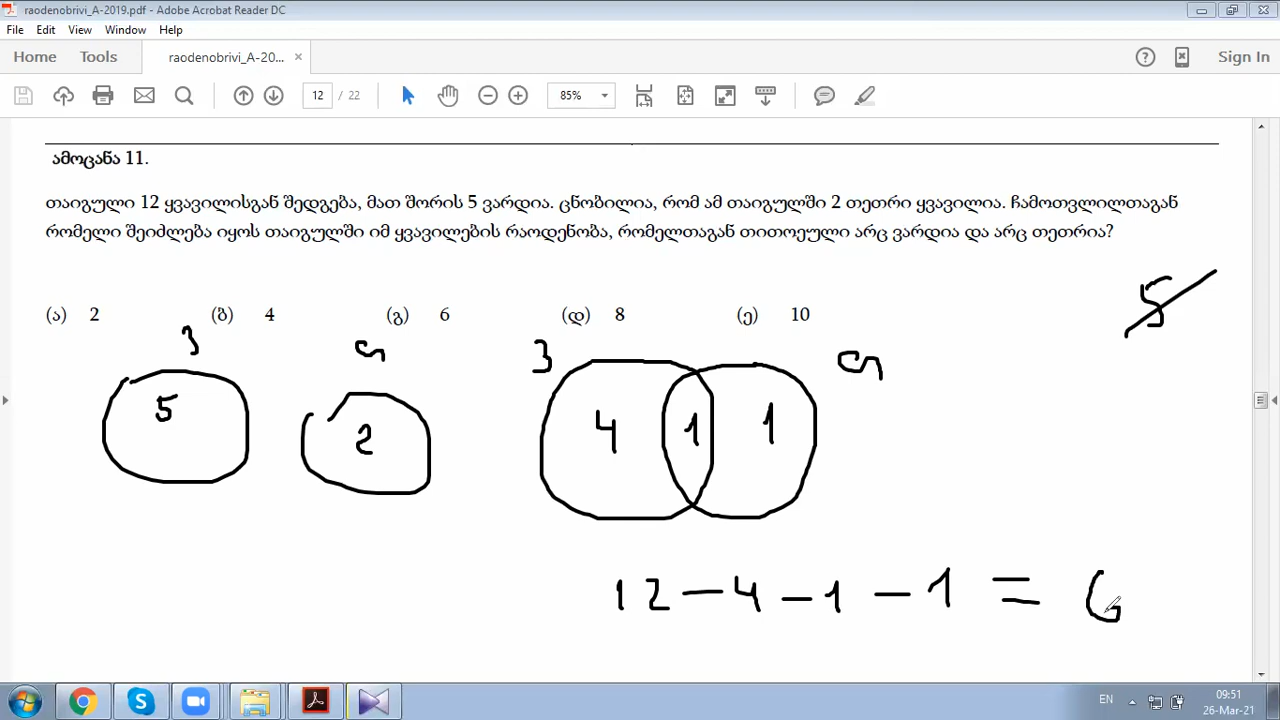 raodenobrivi_A-2019.pdf - Adobe Acrobat Reader DC
File Edit View Window Help
Home Tools raodenobrivi_A-20... × Sign In
12 / 22 85%
ამოცანა 11.
თაიგული 12 ყვავილისგან შედგება, მათ შორის 5 ვარდია. ცნობილია, რომ ამ თაიგულში 2 თეთრი ყვავილია. ჩამოთვლილთაგან
რომელი შეიძლება იყოს თაიგულში იმ ყვავილების რაოდენობა, რომელთაგან თითოეული არც ვარდია და არც თეთრია?
5
(ა) 2 (ბ) 4 (გ) 6 (დ) 8 (ე) 10
ვ თ ვ თ
5 2 4 1 1
12 - 4 - 1 - 1 = 6
EN 09:51
26-Mar-21